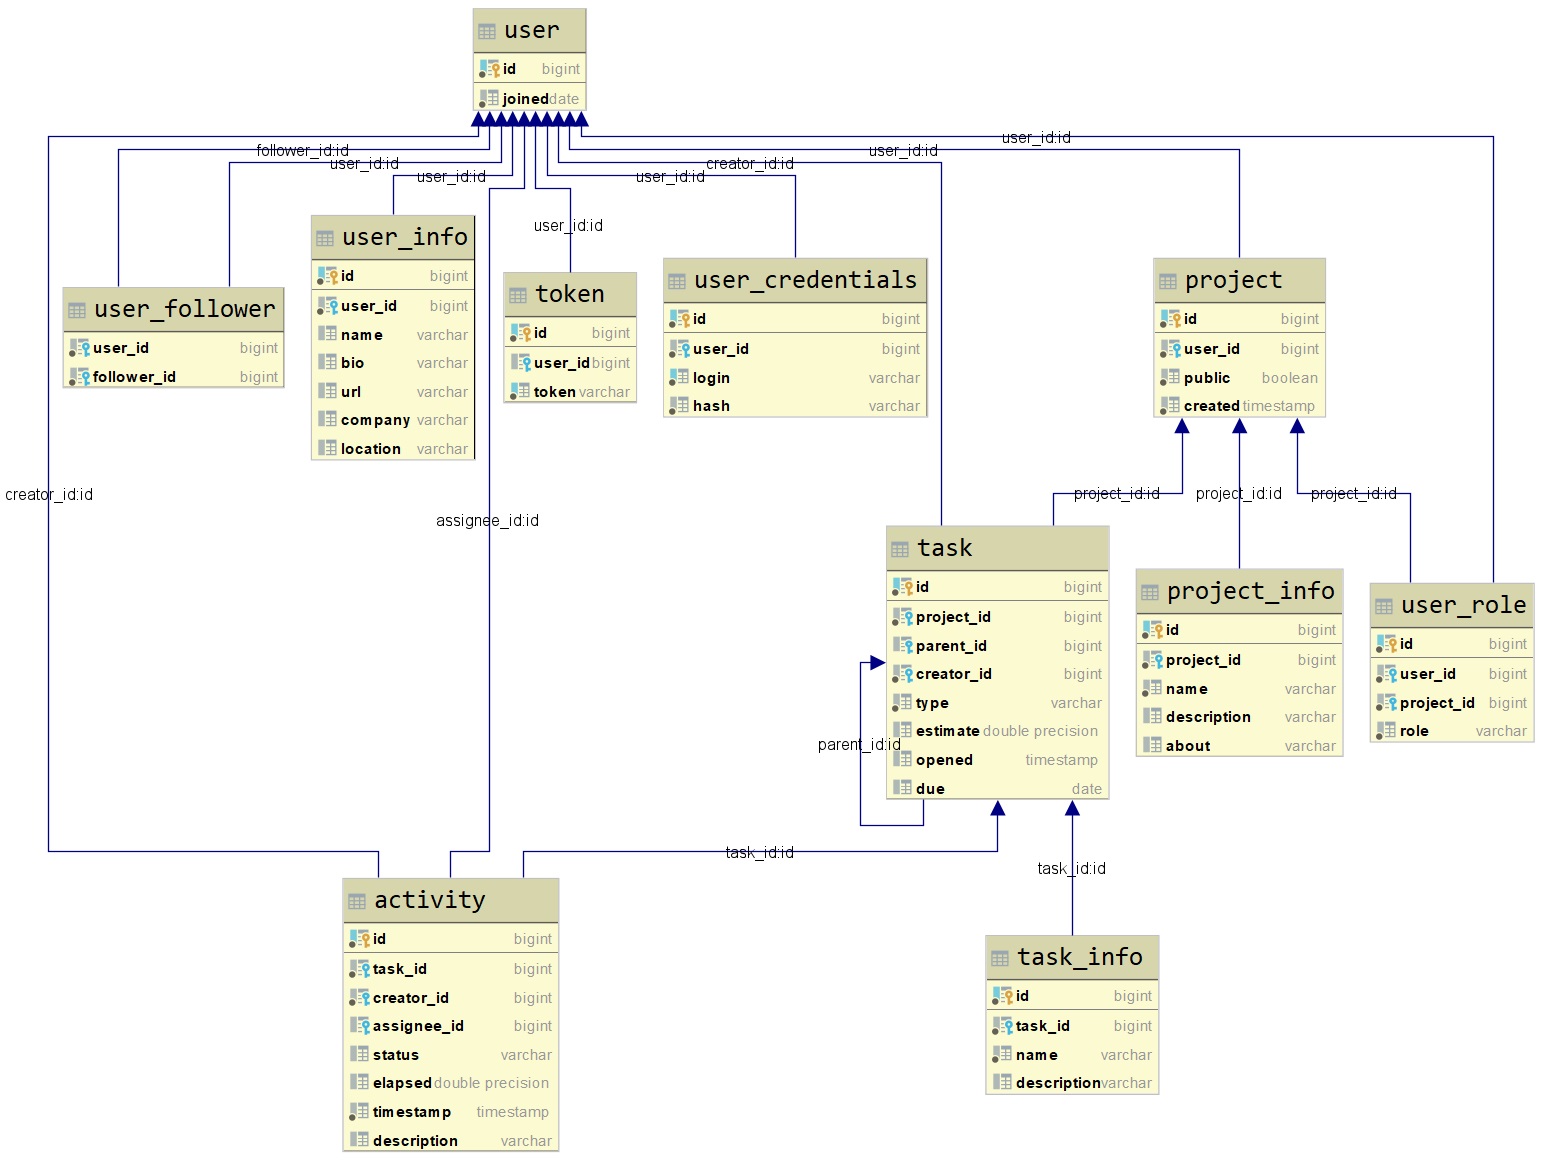 user
id bigint
joined date
user_id:id
follower_id:id
user_id:id
creator_id:id
user_id:id
user_id:id
user_id:id
user_id:id
user_info
id bigint
user_id bigint
name varchar
bio varchar
url varchar
company varchar
location varchar
user_follower
user_id bigint
follower_id bigint
token
id bigint
user_id bigint
token varchar
user_credentials
id bigint
user_id bigint
login varchar
hash varchar
project
id bigint
user_id bigint
public boolean
created timestamp
creator_id:id
assignee_id:id
project_id:id
project_id:id
project_id:id
task
id bigint
project_id bigint
parent_id bigint
creator_id bigint
type varchar
estimate double precision
opened timestamp
due date
parent_id:id
project_info
id bigint
project_id bigint
name varchar
description varchar
about varchar
user_role
id bigint
user_id bigint
project_id bigint
role varchar
task_id:id
task_id:id
activity
id bigint
task_id bigint
creator_id bigint
assignee_id bigint
status varchar
elapsed double precision
timestamp timestamp
description varchar
task_info
id bigint
task_id bigint
name varchar
description varchar